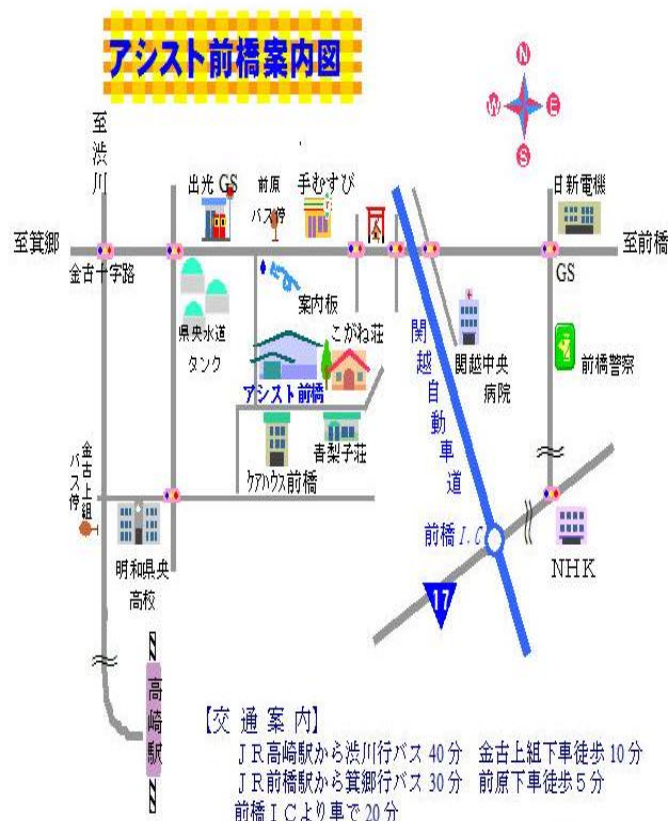 アシスト前橋案内図
N
W
E
S
至渋川
出光 GS
前原
バス停
手むすび
日新電機
至箕郷
至前橋
金古十字路
GS
案内板
県央水道
タンク
こがね荘
関越自動車道
関越中央
病院
前橋警察
アシスト前橋
青梨子荘
ケアハウス前橋
金古上組
バス停
前橋 I.C
明和県央
高校
NHK
17
高崎駅
【交通案内】
JR高崎駅から渋川行バス 40分 金古上組下車徒歩 10分
JR前橋駅から箕郷行バス 30分 前原下車徒歩 5分
前橋ICより車で 20分